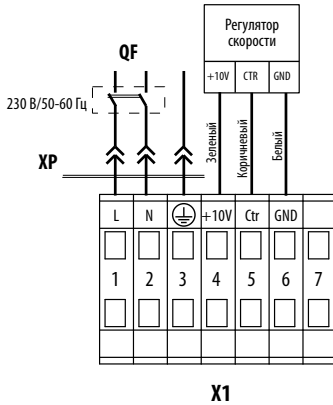 Регулятор
скорости
QF
+10V CTR GND
230 В/50-60 Гц
Зеленый
Коричневый
Белый
XP
L N +10V Ctr GND
1 2 3 4 5 6 7
X1